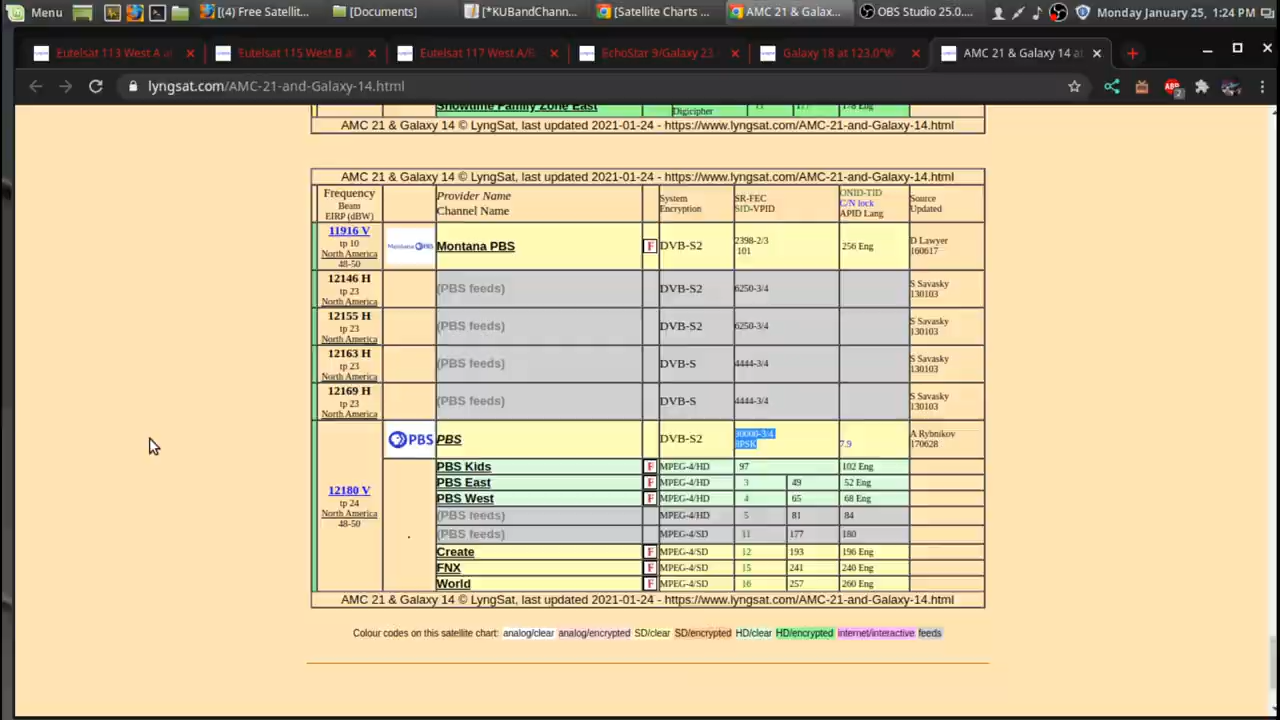 Menu
[(4) Free Satellit...
[Documents]
[*KUBandChann...
[Satellite Charts ...
AMC 21 & Galax...
OBS Studio 25.0....
Monday January 25, 1:24 PM
Eutelsat 113 West A a
Eutelsat 115 West B a
Eutelsat 117 West A/B
EchoStar 9/Galaxy 23
Galaxy 18 at 123.0°W
AMC 21 & Galaxy 14 at
lyngsat.com/AMC-21-and-Galaxy-14.html
ABP
2
Showtime Family Zone East
Digicipher
178 Eng
AMC 21 & Galaxy 14 © LyngSat, last updated 2021-01-24 - https://www.lyngsat.com/AMC-21-and-Galaxy-14.html
AMC 21 & Galaxy 14 © LyngSat, last updated 2021-01-24 - https://www.lyngsat.com/AMC-21-and-Galaxy-14.html
Frequency
Beam
EIRP (dBW)
Provider Name
Channel Name
System
Encryption
SR-FEC
SID-VPID
ONID-TID
C/N lock
APID Lang
Source
Updated
11916 V
tp 10
North America
48-50
Montana PBS
Montana PBS
F
DVB-S2
2398-2/3
101
256 Eng
D Lawyer
160617
12146 H
tp 23
North America
(PBS feeds)
DVB-S2
6250-3/4
S Savasky
130103
12155 H
tp 23
North America
(PBS feeds)
DVB-S2
6250-3/4
S Savasky
130103
12163 H
tp 23
North America
(PBS feeds)
DVB-S
4444-3/4
S Savasky
130103
12169 H
tp 23
North America
(PBS feeds)
DVB-S
4444-3/4
S Savasky
130103
12180 V
tp 24
North America
48-50
PBS
PBS
DVB-S2
30000-3/4
8PSK
7.9
A Rybnikov
170628
PBS Kids F MPEG-4/HD 97 102 Eng
PBS East F MPEG-4/HD 3 49 52 Eng
PBS West F MPEG-4/HD 4 65 68 Eng
(PBS feeds) MPEG-4/HD 5 81 84
(PBS feeds) MPEG-4/SD 11 177 180
Create F MPEG-4/SD 12 193 196 Eng
FNX F MPEG-4/SD 15 241 240 Eng
World F MPEG-4/SD 16 257 260 Eng
AMC 21 & Galaxy 14 © LyngSat, last updated 2021-01-24 - https://www.lyngsat.com/AMC-21-and-Galaxy-14.html
Colour codes on this satellite chart: analog/clear analog/encrypted SD/clear SD/encrypted HD/clear HD/encrypted internet/interactive feeds